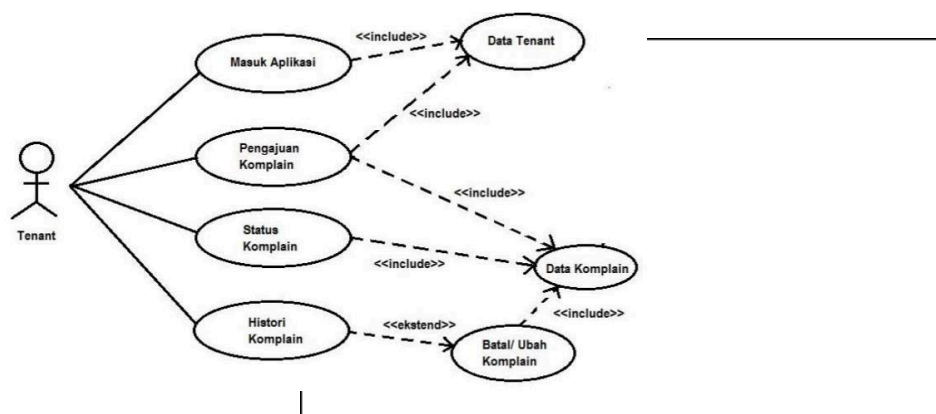 <<include>>
Data Tenant
Masuk Aplikasi
<<include>>
Pengajuan
Komplain
<<include>>
Tenant
Status
Komplain
<<include>>
Data Komplain
<<include>>
Histori
Komplain
<<ekstend>>
Batal/ Ubah
Komplain